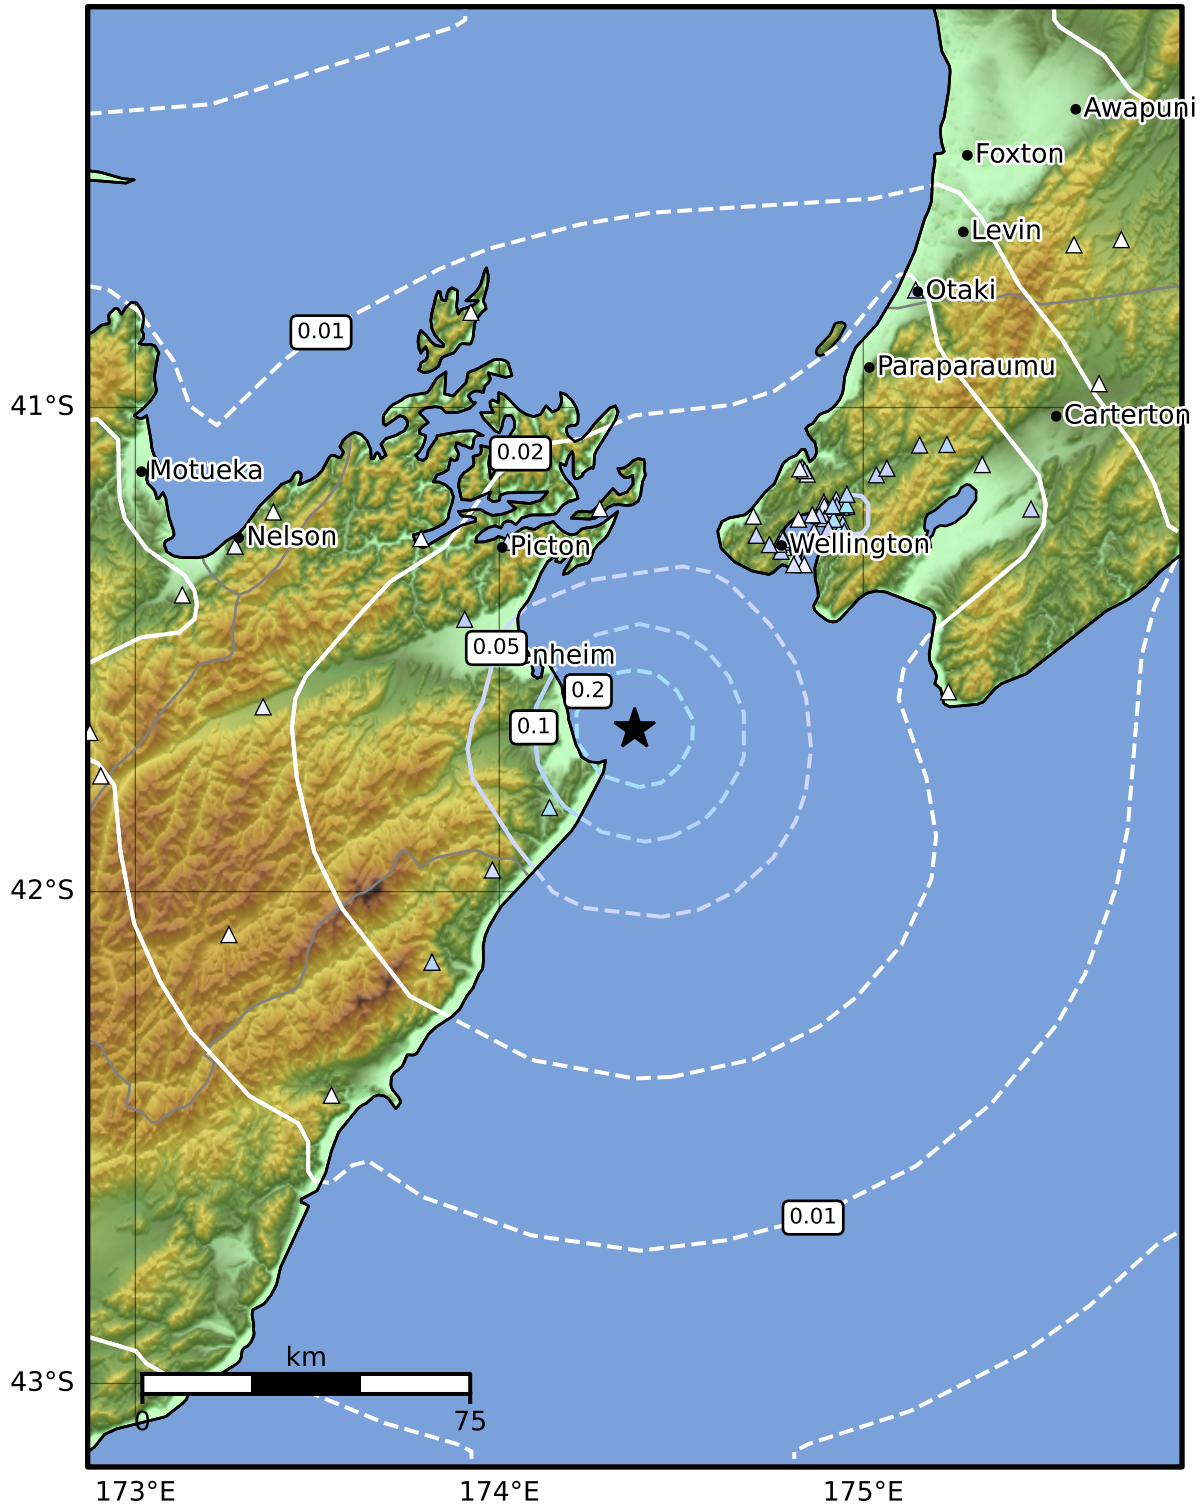 Awapuni
Foxton
Levin
Otaki
0.01
Paraparaumu
41°S
Carterton
0.02
Motueka
Nelson
Picton
Wellington
0.05
enheim
0.2
0.1
42°S
0.01
km
43°S
0
75
173°E
174°E
175°E